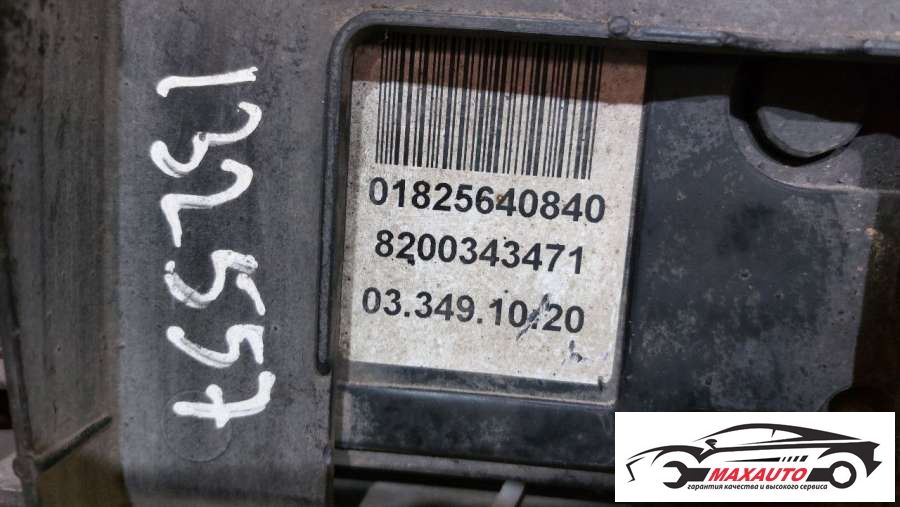 132557
01825640840
8200343471
03.349.10.20
MAXAUTO
гарантия качества и высокого сервиса